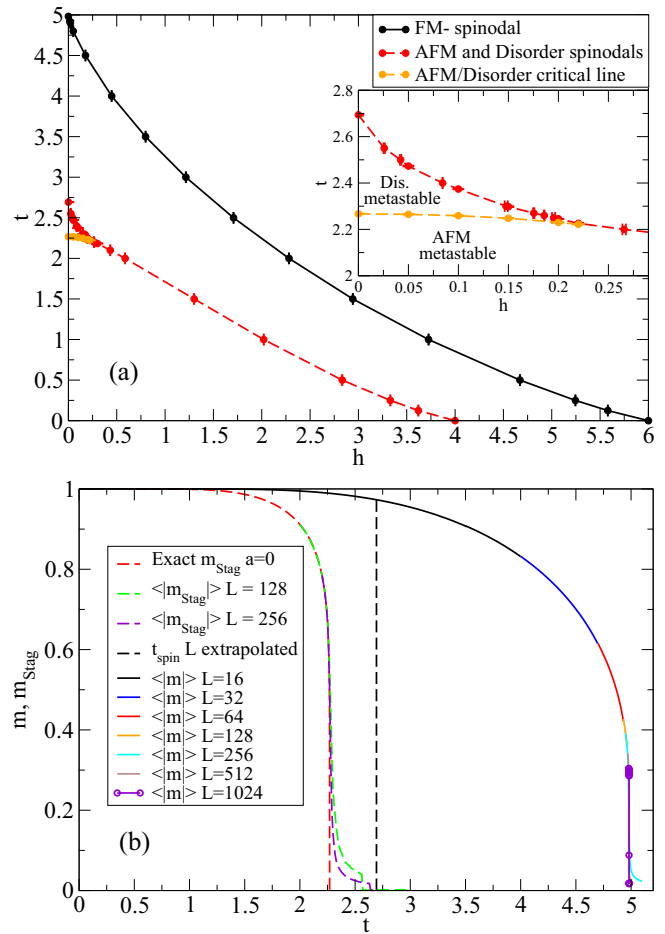 FM- spinodal
AFM and Disorder spinodals
AFM/Disorder critical line
5
4.5
4
3.5
3
2.5
2
1.5
1
0.5
0
t
0 0.5 1 1.5 2 2.5 3 3.5 4 4.5 5 5.5 6
h
(a)
2.8
2.6
2.4
2.2
2
t
Dis.
metastable
AFM
metastable
0 0.05 0.1 0.15 0.2 0.25
h
1
0.8
0.6
0.4
0.2
0
m, m_Stag
Exact m_Stag a=0
<|m_Stag|> L = 128
<|m_Stag|> L = 256
t_spin L extrapolated
<|m|> L=16
<|m|> L=32
<|m|> L=64
<|m|> L=128
<|m|> L=256
<|m|> L=512
<|m|> L=1024
(b)
0 0.5 1 1.5 2 2.5 3 3.5 4 4.5 5
t